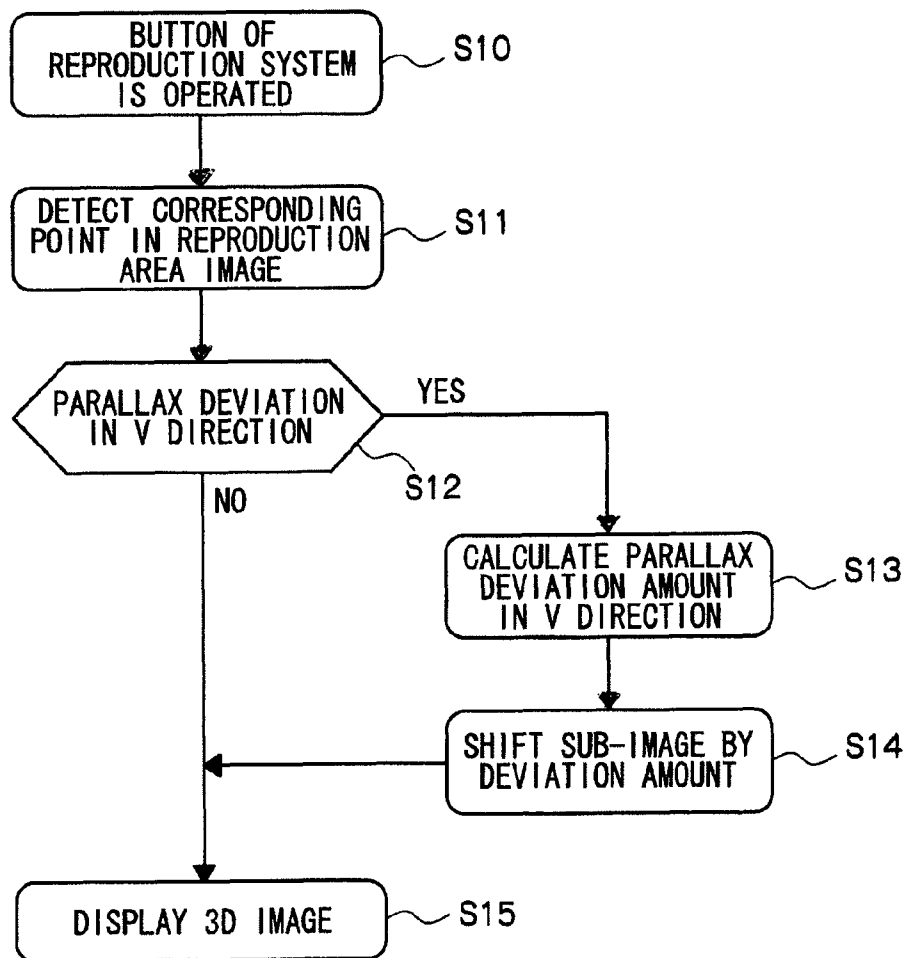 BUTTON OF
REPRODUCTION SYSTEM
IS OPERATED
S10
DETECT CORRESPONDING
POINT IN REPRODUCTION
AREA IMAGE
S11
PARALLAX DEVIATION
IN V DIRECTION
YES
S12
NO
CALCULATE PARALLAX
DEVIATION AMOUNT
IN V DIRECTION
S13
SHIFT SUB-IMAGE BY
DEVIATION AMOUNT
S14
DISPLAY 3D IMAGE
S15